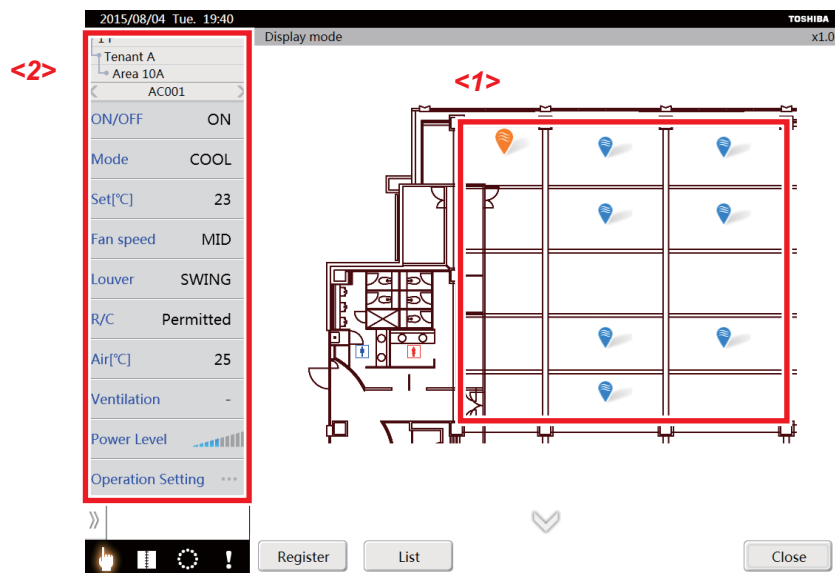 2015/08/04 Tue. 19:40
TOSHIBA
Display mode
x1.0
<2>
Tenant A
Area 10A
AC001
<1>
ON/OFF ON
Mode COOL
Set[℃] 23
Fan speed MID
Louver SWING
R/C Permitted
Air[℃] 25
Ventilation -
Power Level
Operation Setting ...
Register
List
Close